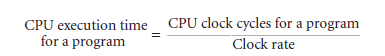 CPU execution time
for a program
=
CPU clock cycles for a program
Clock rate